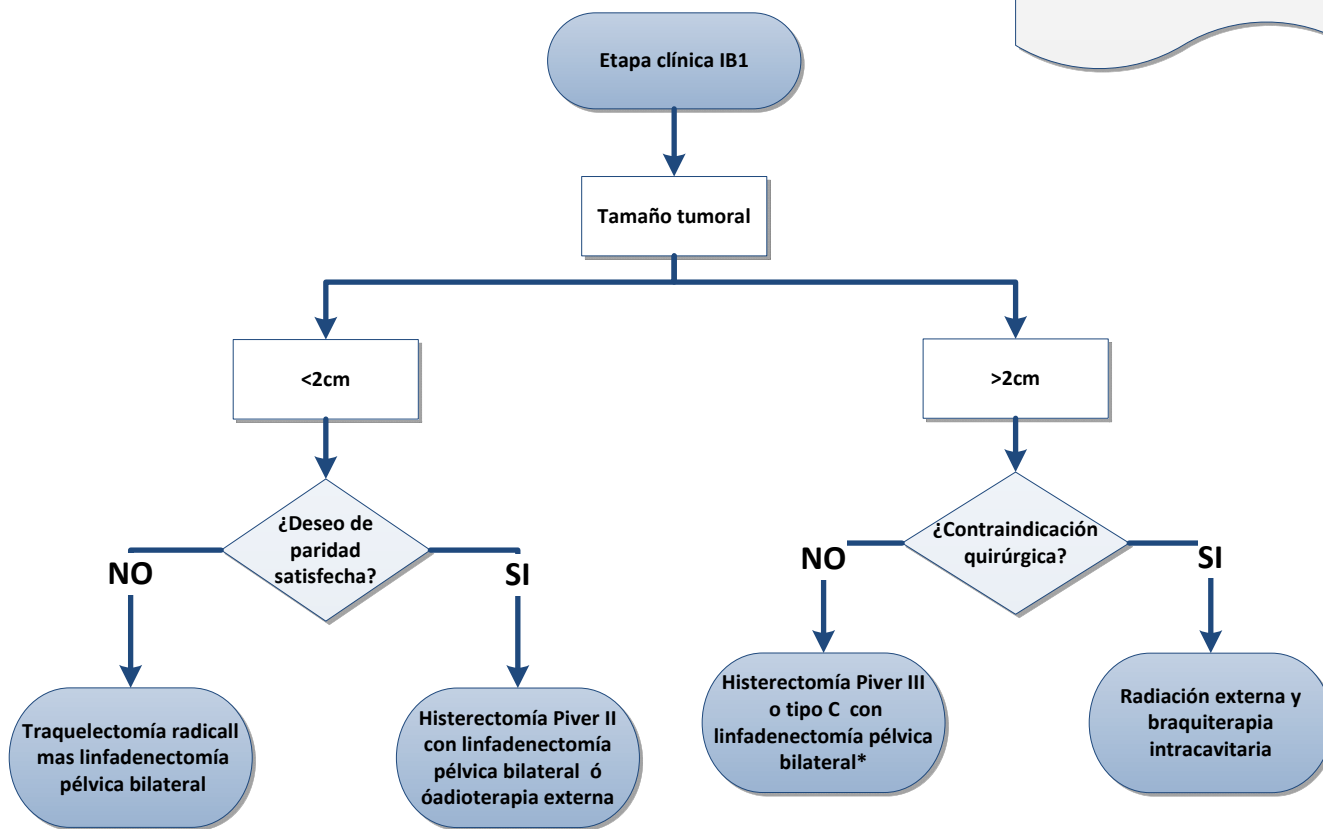 Etapa clínica IB1
Tamaño tumoral
<2cm
>2cm
¿Deseo de
paridad
satisfecha?
NO
SI
¿Contraindicación
quirúrgica?
NO
SI
Traquelectomía radicall
mas linfadenectomía
pélvica bilateral
Histerectomía Piver II
con linfadenectomía
pélvica bilateral ó
óadioterapia externa
Histerectomía Piver III
o tipo C con
linfadenectomía pélvica
bilateral*
Radiación externa y
braquiterapia
intracavitaria